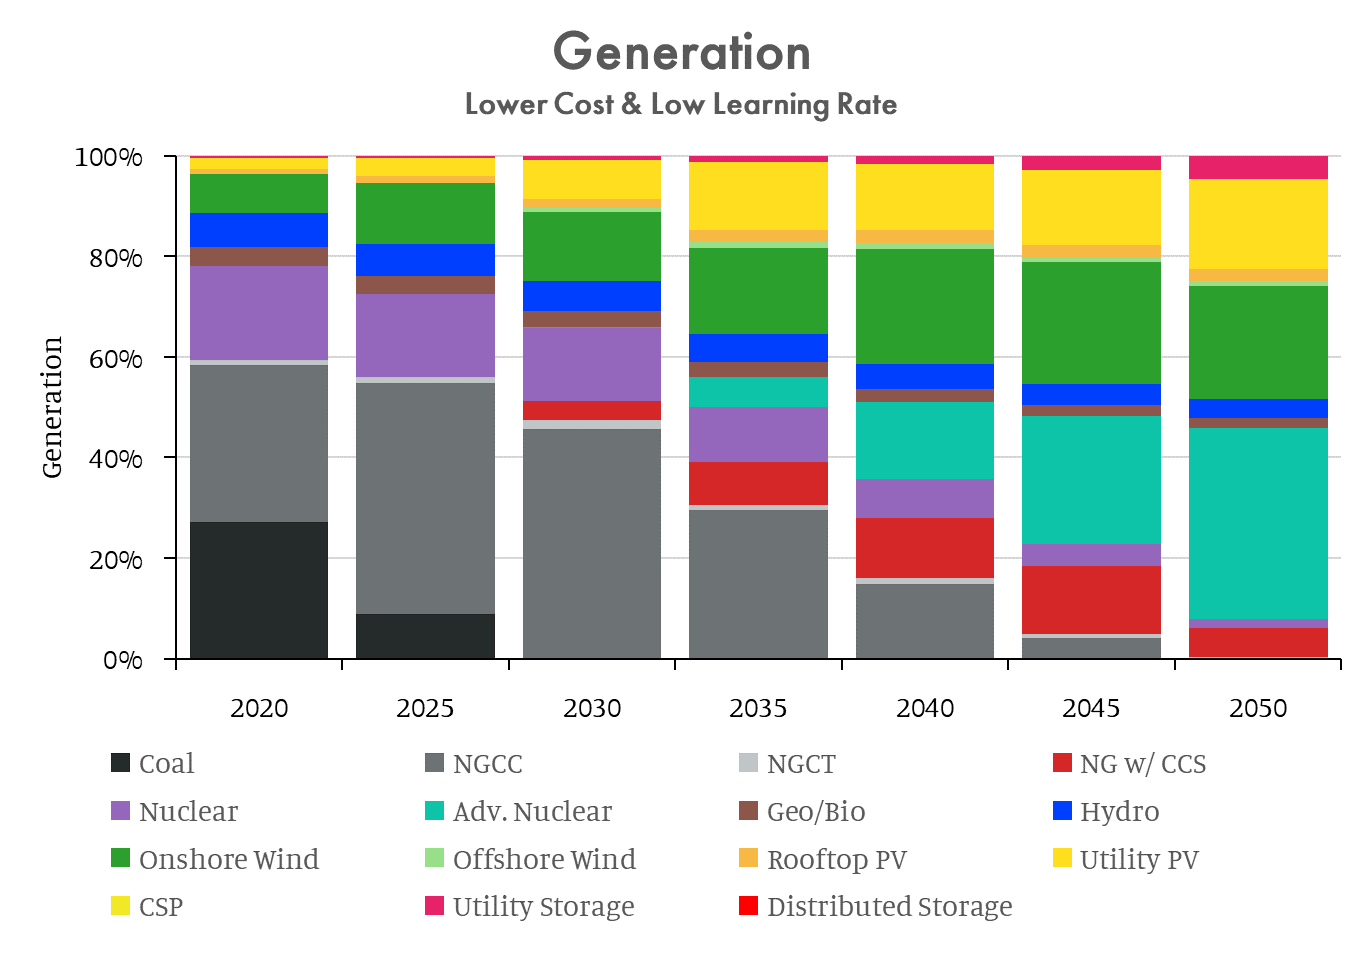 Generation
Lower Cost & Low Learning Rate
Generation
100%
80%
60%
40%
20%
0%
2020 2025 2030 2035 2040 2045 2050
Coal NGCC NGCT NG w/ CCS
Nuclear Adv. Nuclear Geo/Bio Hydro
Onshore Wind Offshore Wind Rooftop PV Utility PV
CSP Utility Storage Distributed Storage